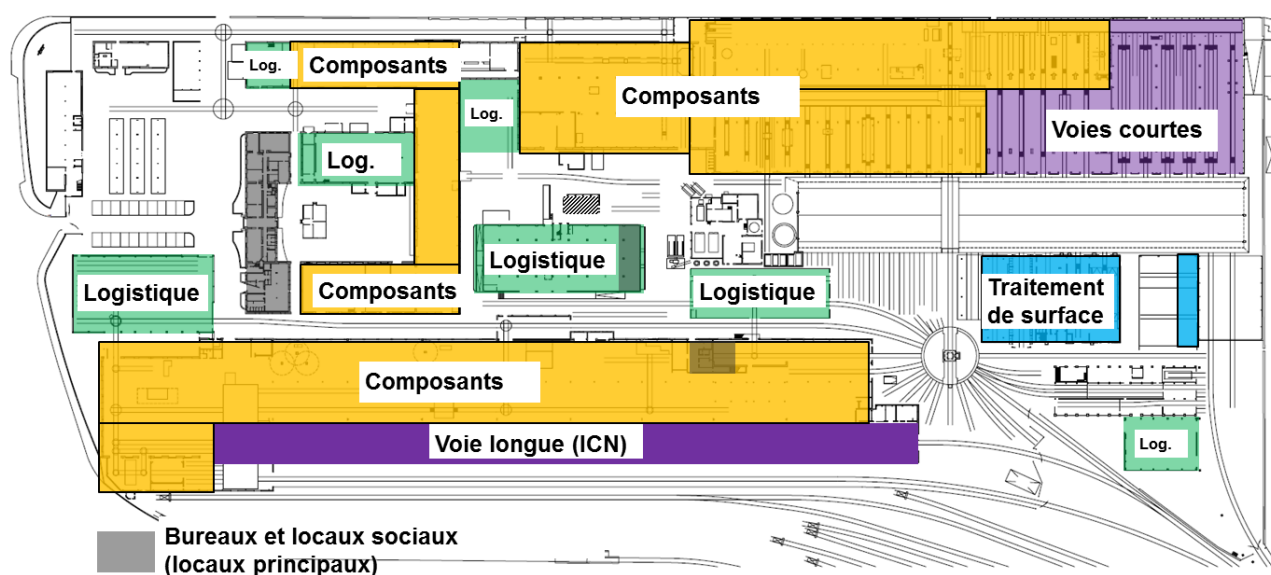 Log.
Composants
Composants
Log.
Voies courtes
Log.
Logistique
Logistique
Composants
Logistique
Traitement
de surface
Composants
Voie longue (ICN)
Log.
Bureaux et locaux sociaux
(locaux principaux)